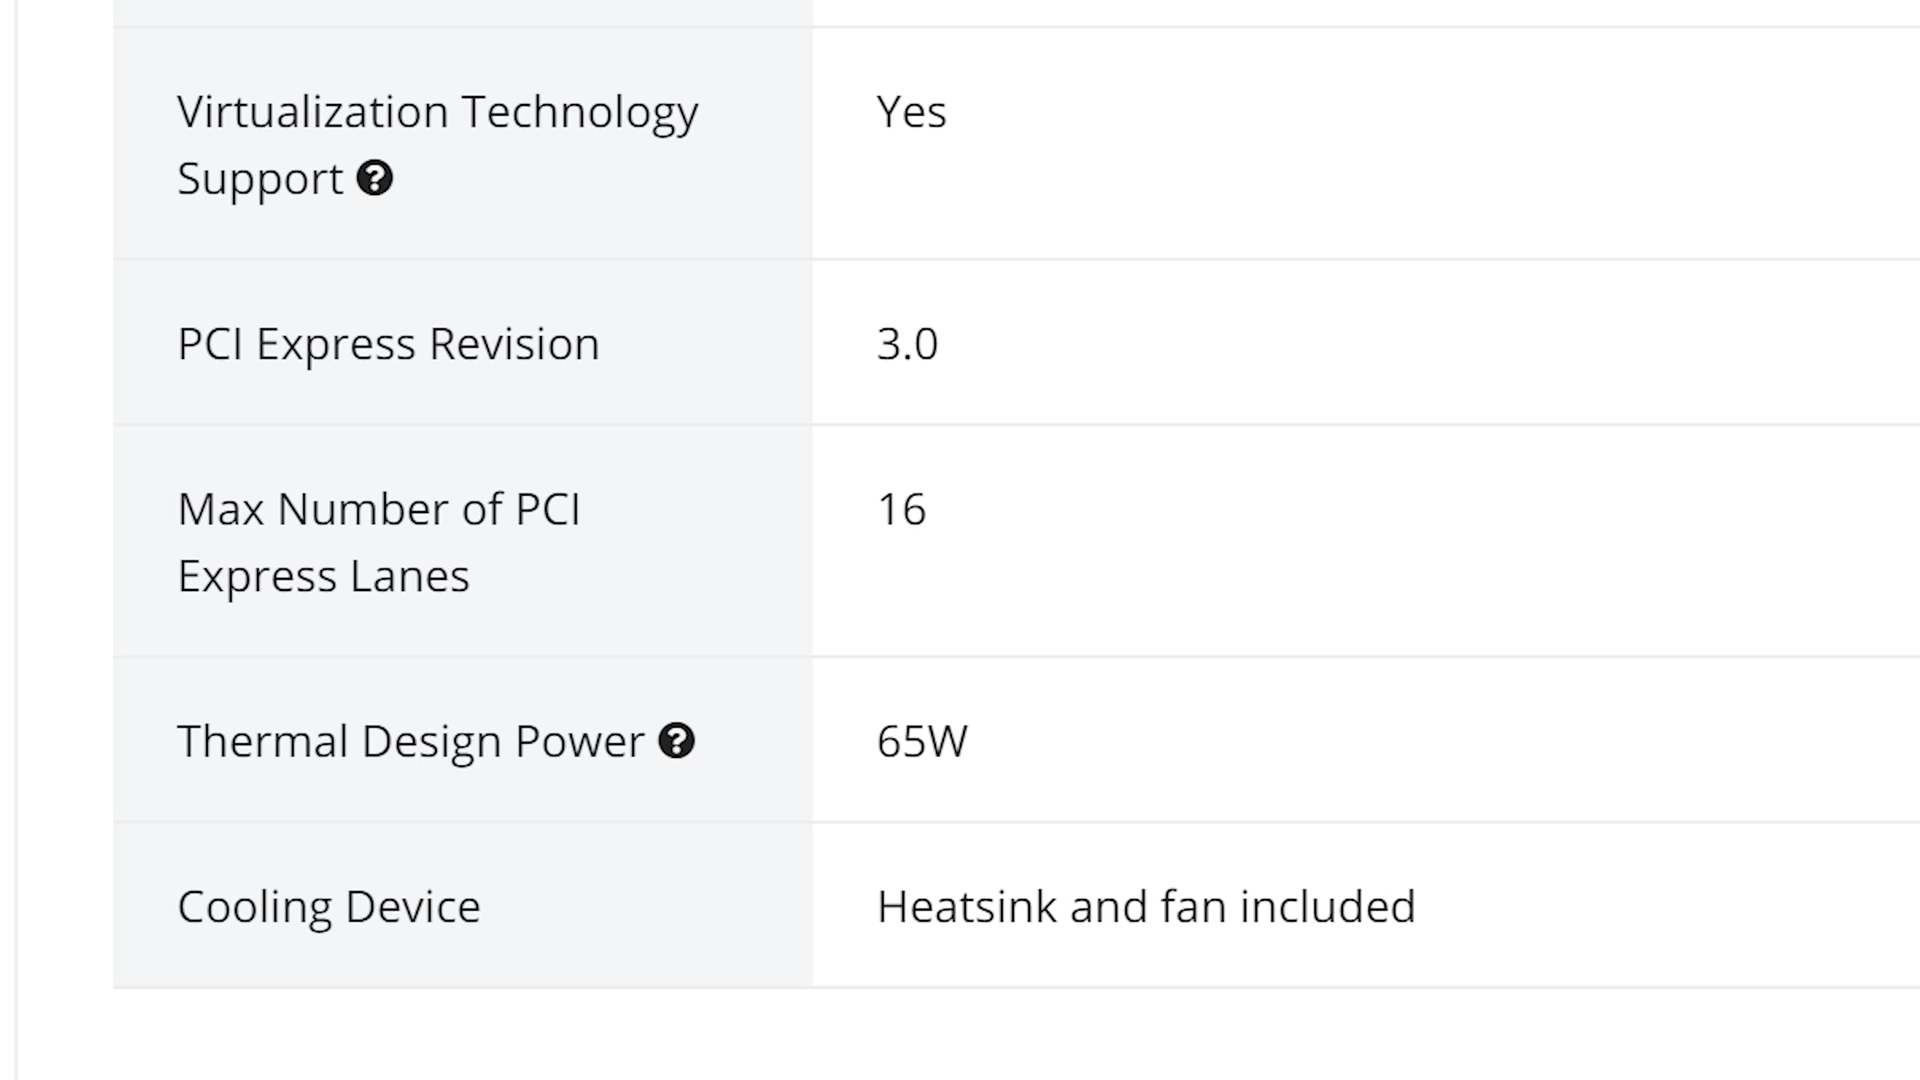 Virtualization Technology Yes
Support ?
PCI Express Revision 3.0
Max Number of PCI 16
Express Lanes
Thermal Design Power ? 65W
Cooling Device Heatsink and fan included